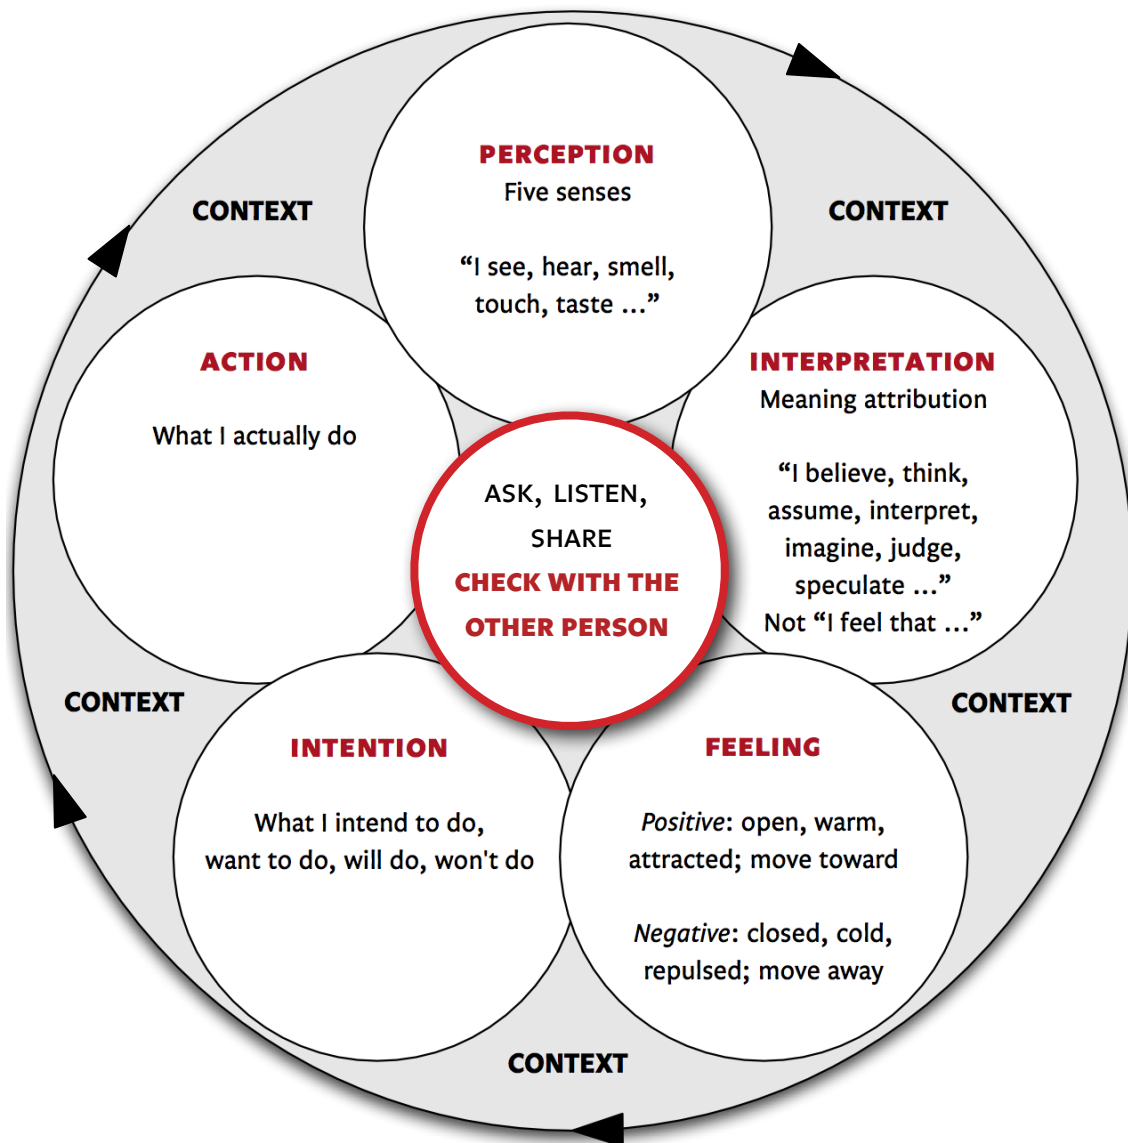 PERCEPTION
Five senses
“I see, hear, smell,
touch, taste ...”
CONTEXT
CONTEXT
ACTION
What I actually do
INTERPRETATION
Meaning attribution
“I believe, think,
assume, interpret,
imagine, judge,
speculate ...”
Not “I feel that ...”
ASK, LISTEN,
SHARE
CHECK WITH THE
OTHER PERSON
CONTEXT
CONTEXT
INTENTION
What I intend to do,
want to do, will do, won't do
FEELING
Positive: open, warm,
attracted; move toward
Negative: closed, cold,
repulsed; move away
CONTEXT